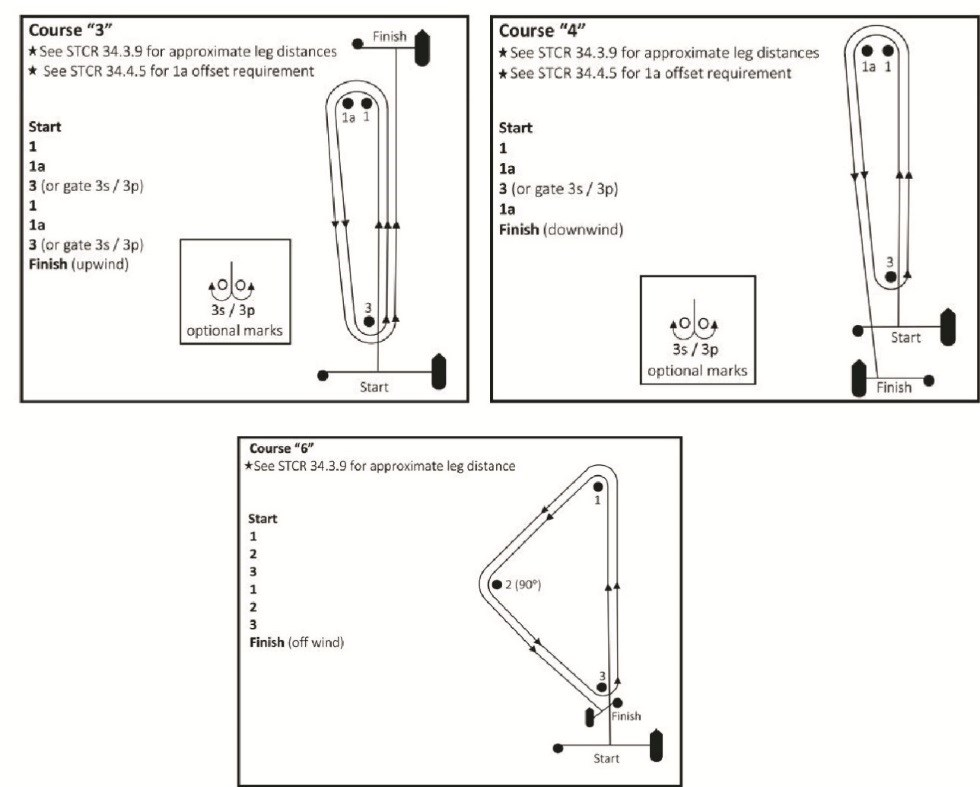 Course “3”
★See STCR 34.3.9 for approximate leg distances
★ See STCR 34.4.5 for 1a offset requirement
Finish
1a 1
Start
1
1a
3 (or gate 3s / 3p)
1
1a
3 (or gate 3s / 3p)
Finish (upwind)
3s / 3p
optional marks
3
Start
Course “4”
★See STCR 34.3.9 for approximate leg distances
★See STCR 34.4.5 for 1a offset requirement
1a 1
Start
1
1a
3 (or gate 3s / 3p)
1a
Finish (downwind)
3
3s / 3p
optional marks
Start
Finish
Course “6”
★See STCR 34.3.9 for approximate leg distance
1
Start
1
2
3
1
2
3
Finish (off wind)
2 (90°)
3
Finish
Start